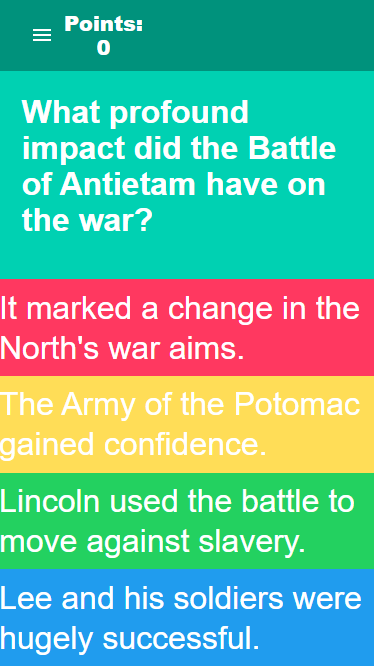 Points:
0
What profound
impact did the Battle
of Antietam have on
the war?
It marked a change in the
North's war aims.
The Army of the Potomac
gained confidence.
Lincoln used the battle to
move against slavery.
Lee and his soldiers were
hugely successful.